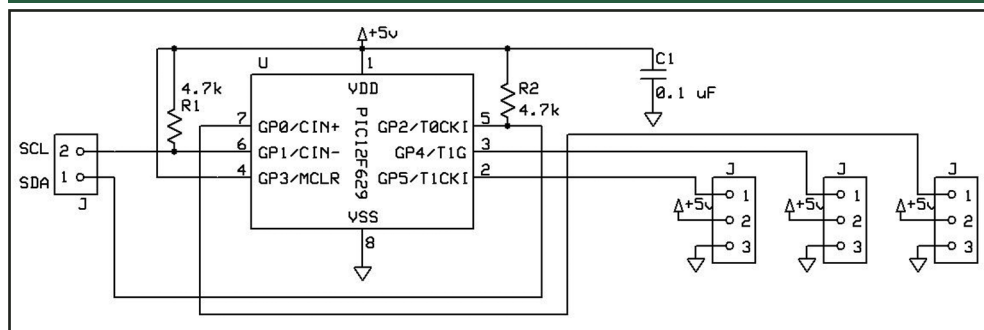 +5v
U
1
VDD
C1
0.1 uF
4.7k
R1
R2
4.7k
PIC12F629
7
GP0/CIN+
GP2/T0CKI
5
6
GP1/CIN-
GP4/T1G
3
4
GP3/MCLR
GP5/T1CKI
2
VSS
8
SCL
2
SDA
1
J
J
J
J
+5v
1
2
3
+5v
1
2
3
+5v
1
2
3